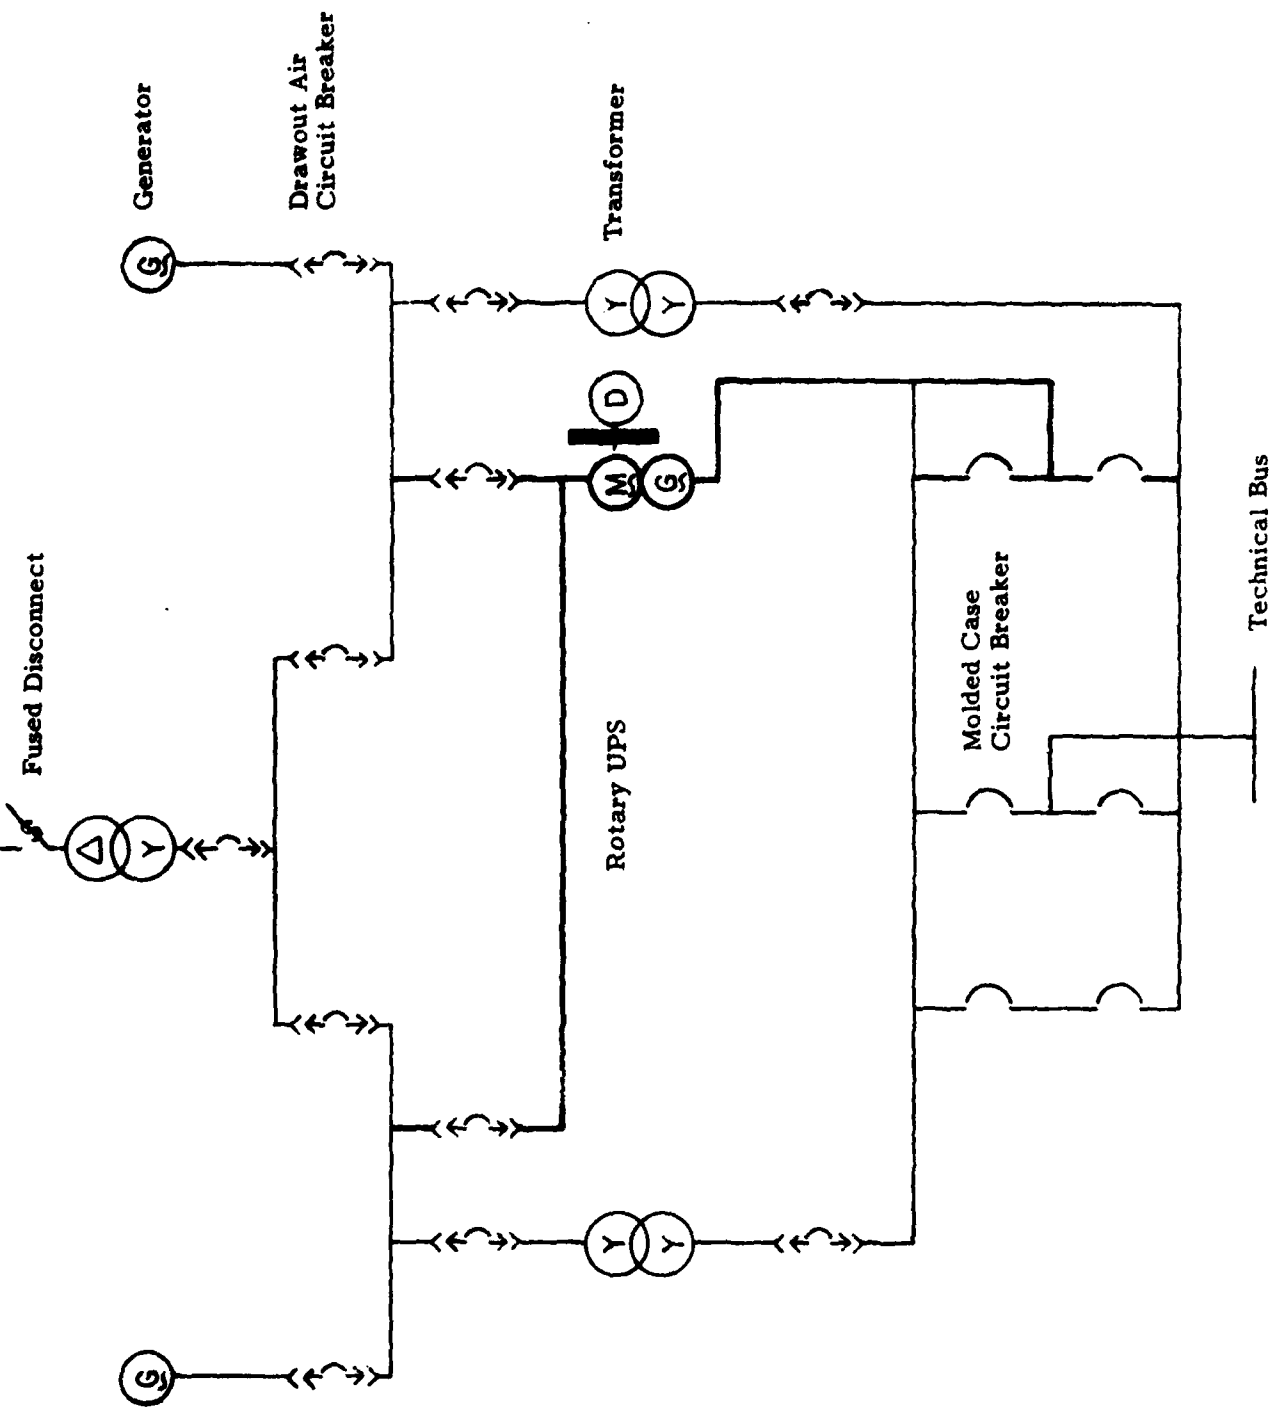 Fused Disconnect
Generator
Drawout Air
Circuit Breaker
Transformer
Rotary UPS
Molded Case
Circuit Breaker
Technical Bus
Δ
Y
G
G
Y
Y
M
G
D
Y
Y